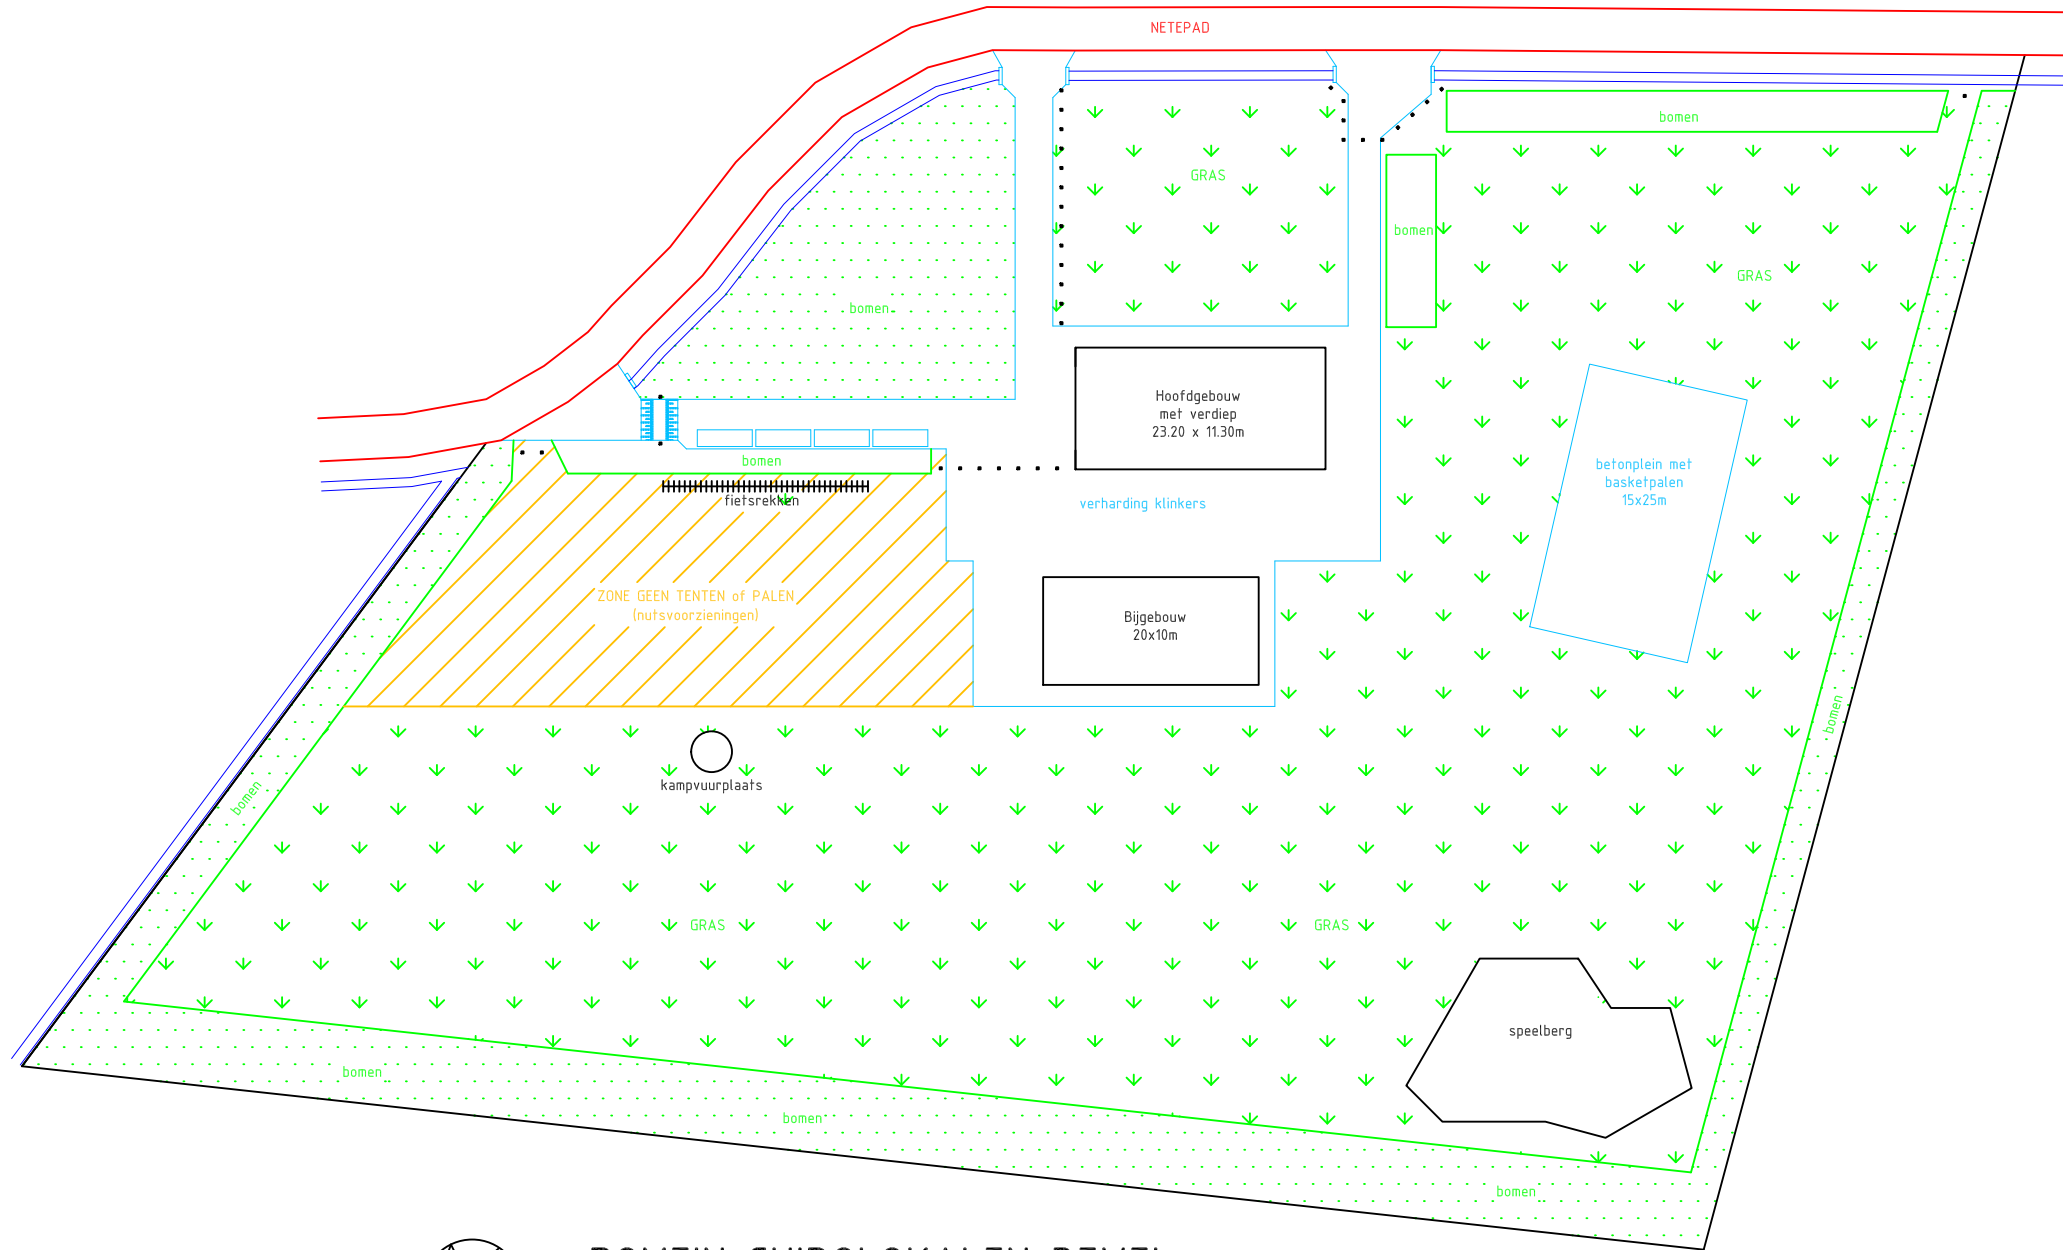 NETEPAD
bomen
GRAS
bomen
GRAS
bomen
Hoofdgebouw
met verdiep
23.20 x 11.30m
bomen
betonplein met
basketpalen
15x25m
fietsrekken
verharding klinkers
ZONE GEEN TENTEN of PALEN
(nutsvoorzieningen)
Bijgebouw
20x10m
bomen
kampvuurplaats
bomen
GRAS
GRAS
speelberg
bomen
bomen
bomen